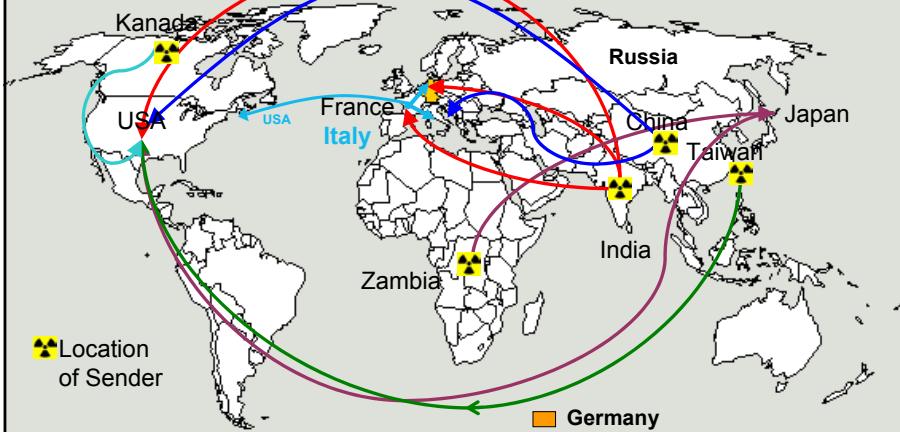 Kanada
Russia
USA
France
USA
Italy
China
Japan
Taiwan
India
Zambia
Location
of Sender
Germany